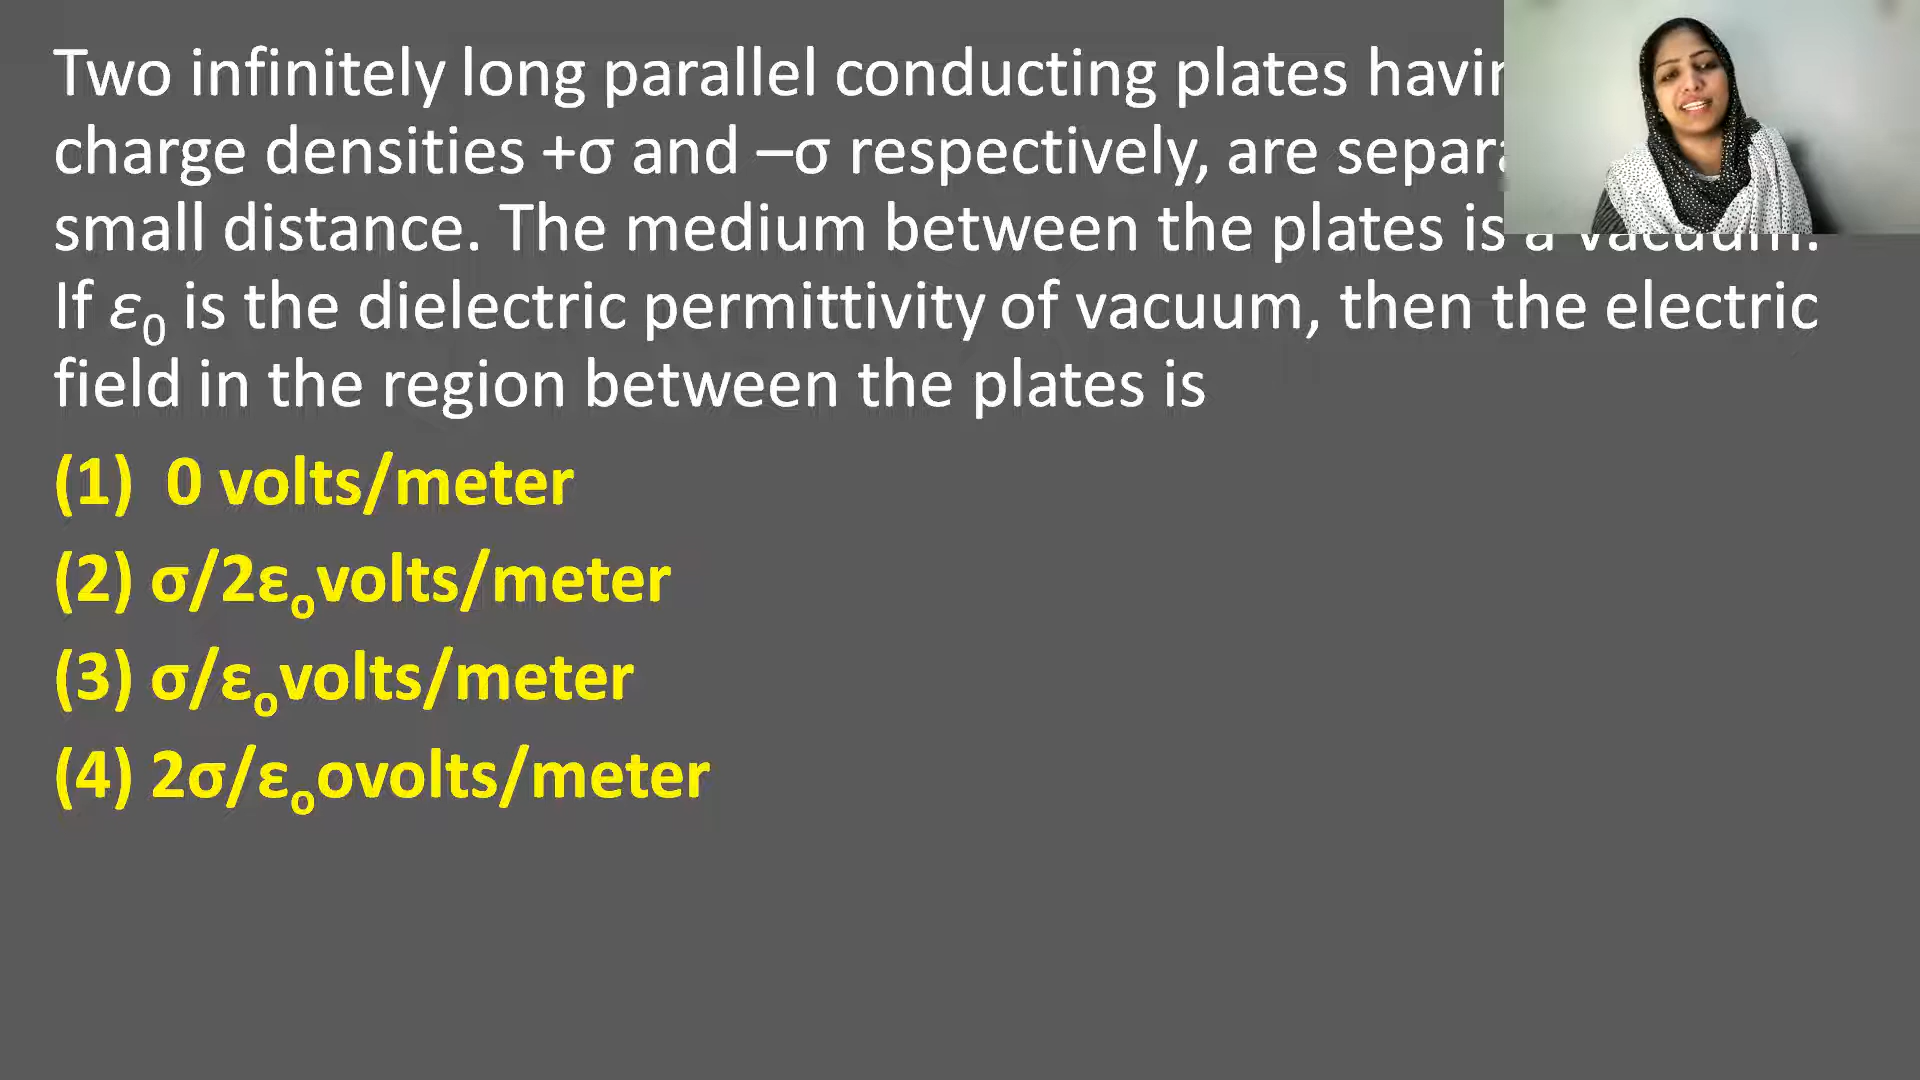 Two infinitely long parallel conducting plates
charge densities +σ and –σ respectively, are
small distance. The medium between the plates is a vacuum.
If ε₀ is the dielectric permittivity of vacuum, then the electric
field in the region between the plates is
(1) 0 volts/meter
(2) σ/2εₒvolts/meter
(3) σ/εₒvolts/meter
(4) 2σ/εₒovolts/meter